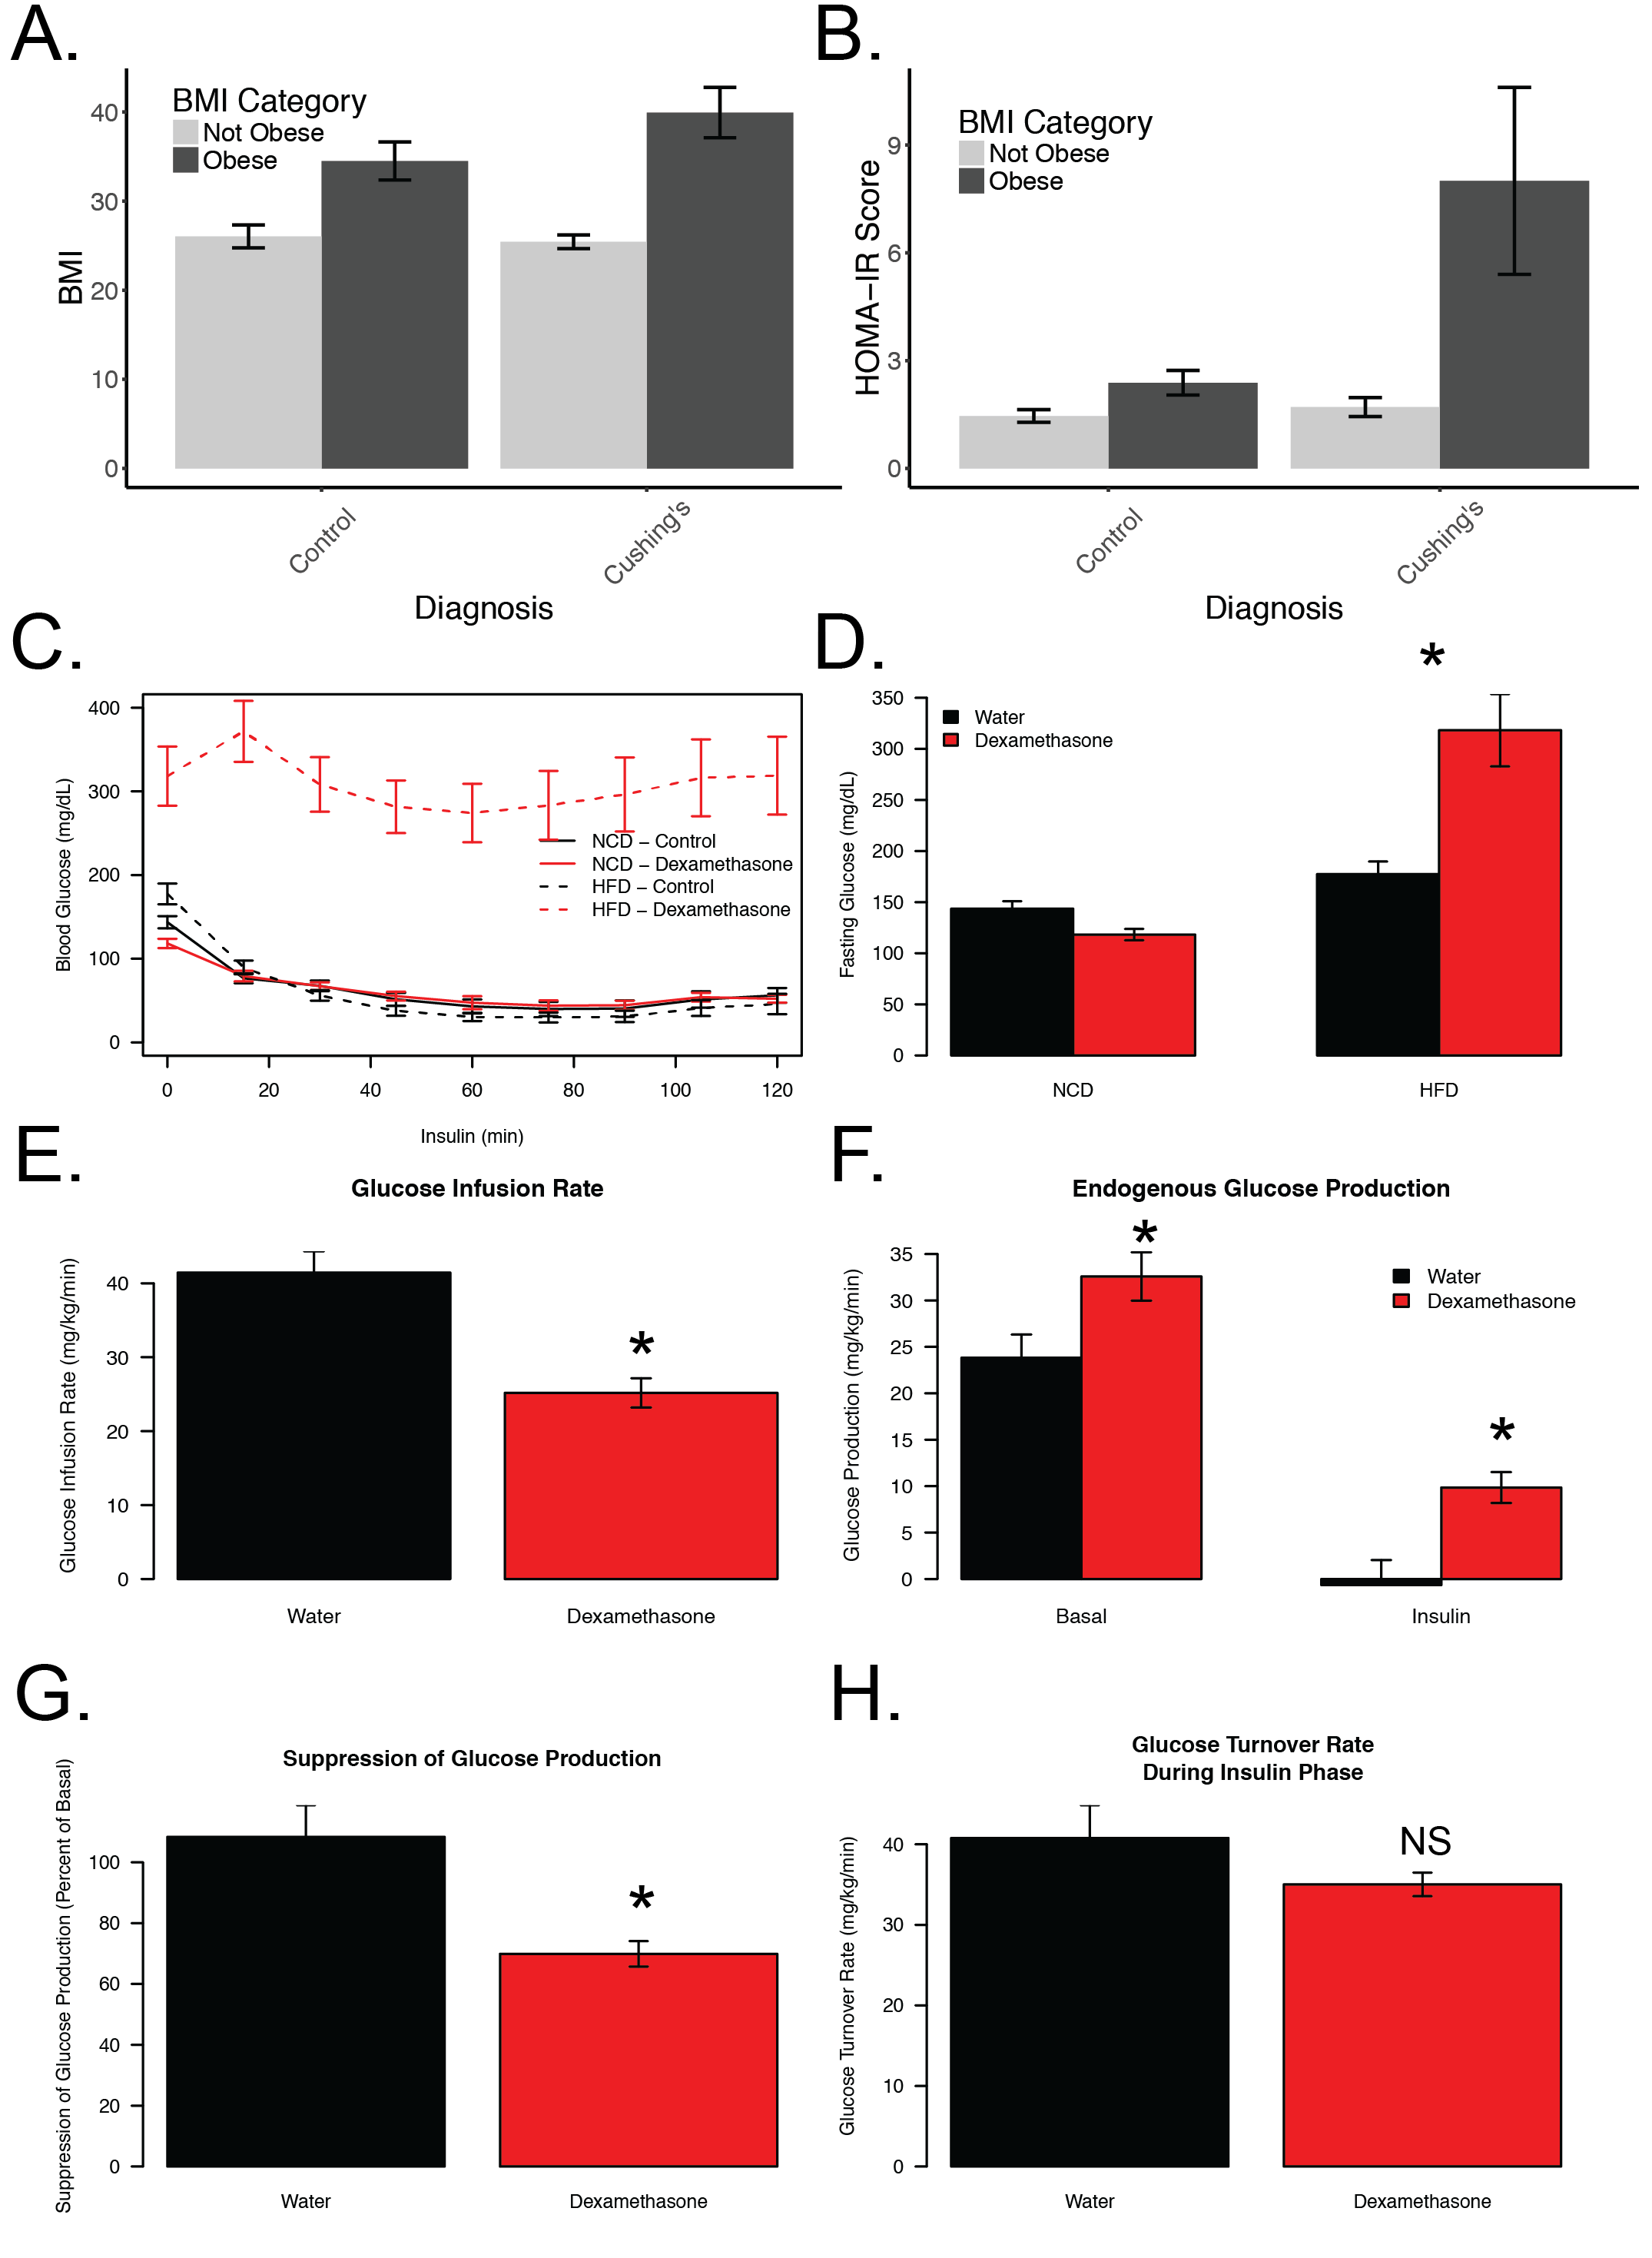 A.
BMI Category
Not Obese
Obese
BMI
40
30
20
10
0
Control
Cushing's
Diagnosis
B.
BMI Category
Not Obese
Obese
HOMA−IR Score
9
6
3
0
Control
Cushing's
Diagnosis
C.
Blood Glucose (mg/dL)
400
300
200
100
0
NCD − Control
NCD − Dexamethasone
HFD − Control
HFD − Dexamethasone
0 20 40 60 80 100 120
Insulin (min)
D.
*
Fasting Glucose (mg/dL)
350
300
250
200
150
100
50
0
Water
Dexamethasone
NCD HFD
E.
Glucose Infusion Rate
Glucose Infusion Rate (mg/kg/min)
40
30
20
10
0
*
Water Dexamethasone
F.
Endogenous Glucose Production
Glucose Production (mg/kg/min)
35
30
25
20
15
10
5
0
*
*
Water
Dexamethasone
Basal Insulin
G.
Suppression of Glucose Production
Suppression of Glucose Production (Percent of Basal)
100
80
60
40
20
0
*
Water Dexamethasone
H.
Glucose Turnover Rate
During Insulin Phase
Glucose Turnover Rate (mg/kg/min)
40
30
20
10
0
NS
Water Dexamethasone